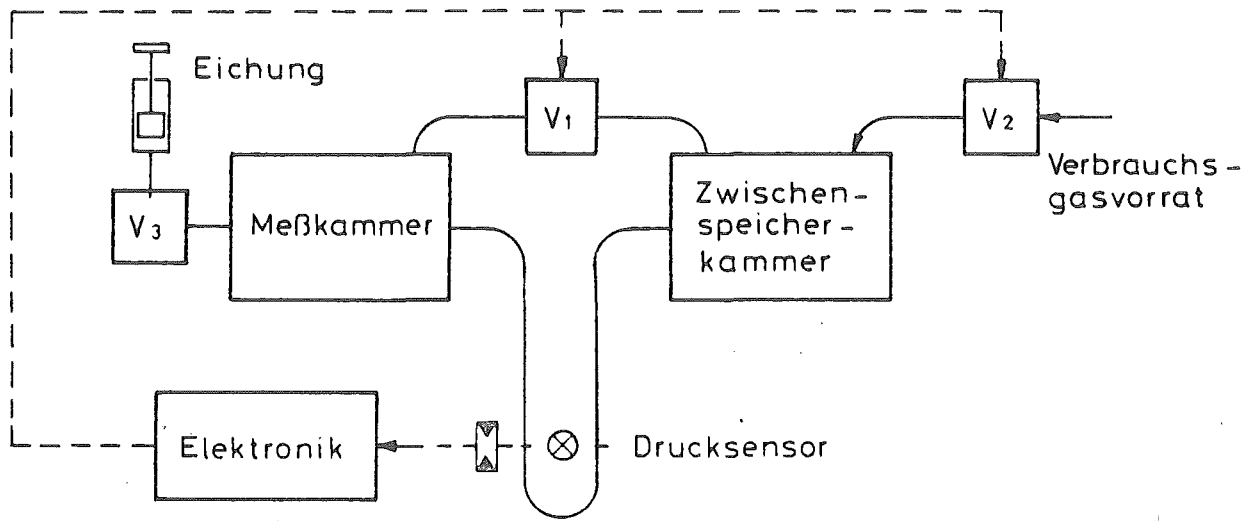 Eichung
V1
V2
Verbrauchs-
gasvorrat
V3
Meßkammer
Zwischen-
speicher-
kammer
Elektronik
Drucksensor